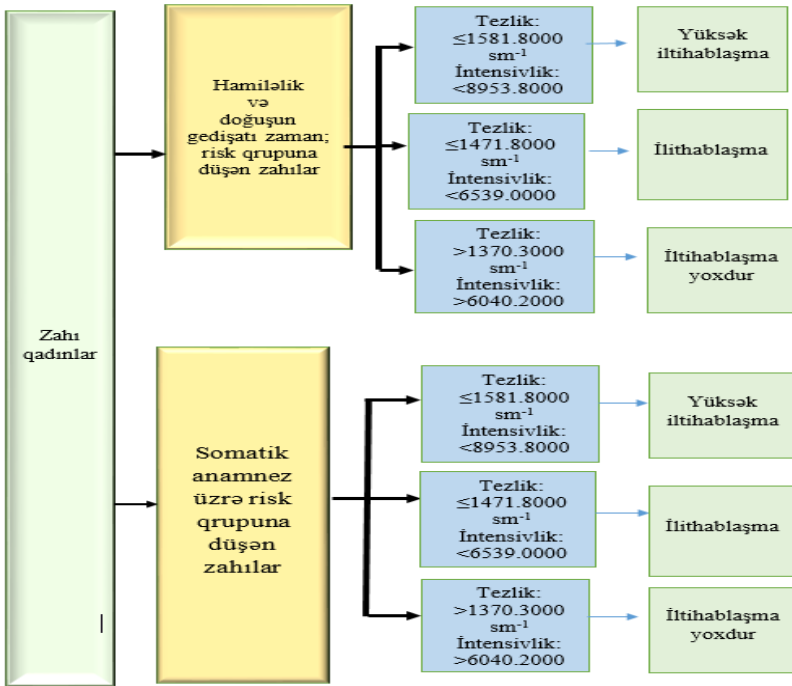 Zahı
qadınlar
Hamiləlik
və
doğuşun
gedişatı zaman;
risk qrupuna
düşən zahılar
Tezlik:
≤1581.8000
sm⁻¹
İntensivlik:
<8953.8000
Yüksək
iltihablaşma
Tezlik:
≤1471.8000
sm⁻¹
İntensivlik:
<6539.0000
İlithablaşma
Tezlik:
>1370.3000
sm⁻¹
İntensivlik:
>6040.2000
İltihablaşma
yoxdur
Somatik
anamnez
üzrə risk
qrupuna
düşən
zahılar
Tezlik:
≤1581.8000
sm⁻¹
İntensivlik:
<8953.8000
Yüksək
iltihablaşma
Tezlik:
≤1471.8000
sm⁻¹
İntensivlik:
<6539.0000
İlithablaşma
Tezlik:
>1370.3000
sm⁻¹
İntensivlik:
>6040.2000
İltihablaşma
yoxdur